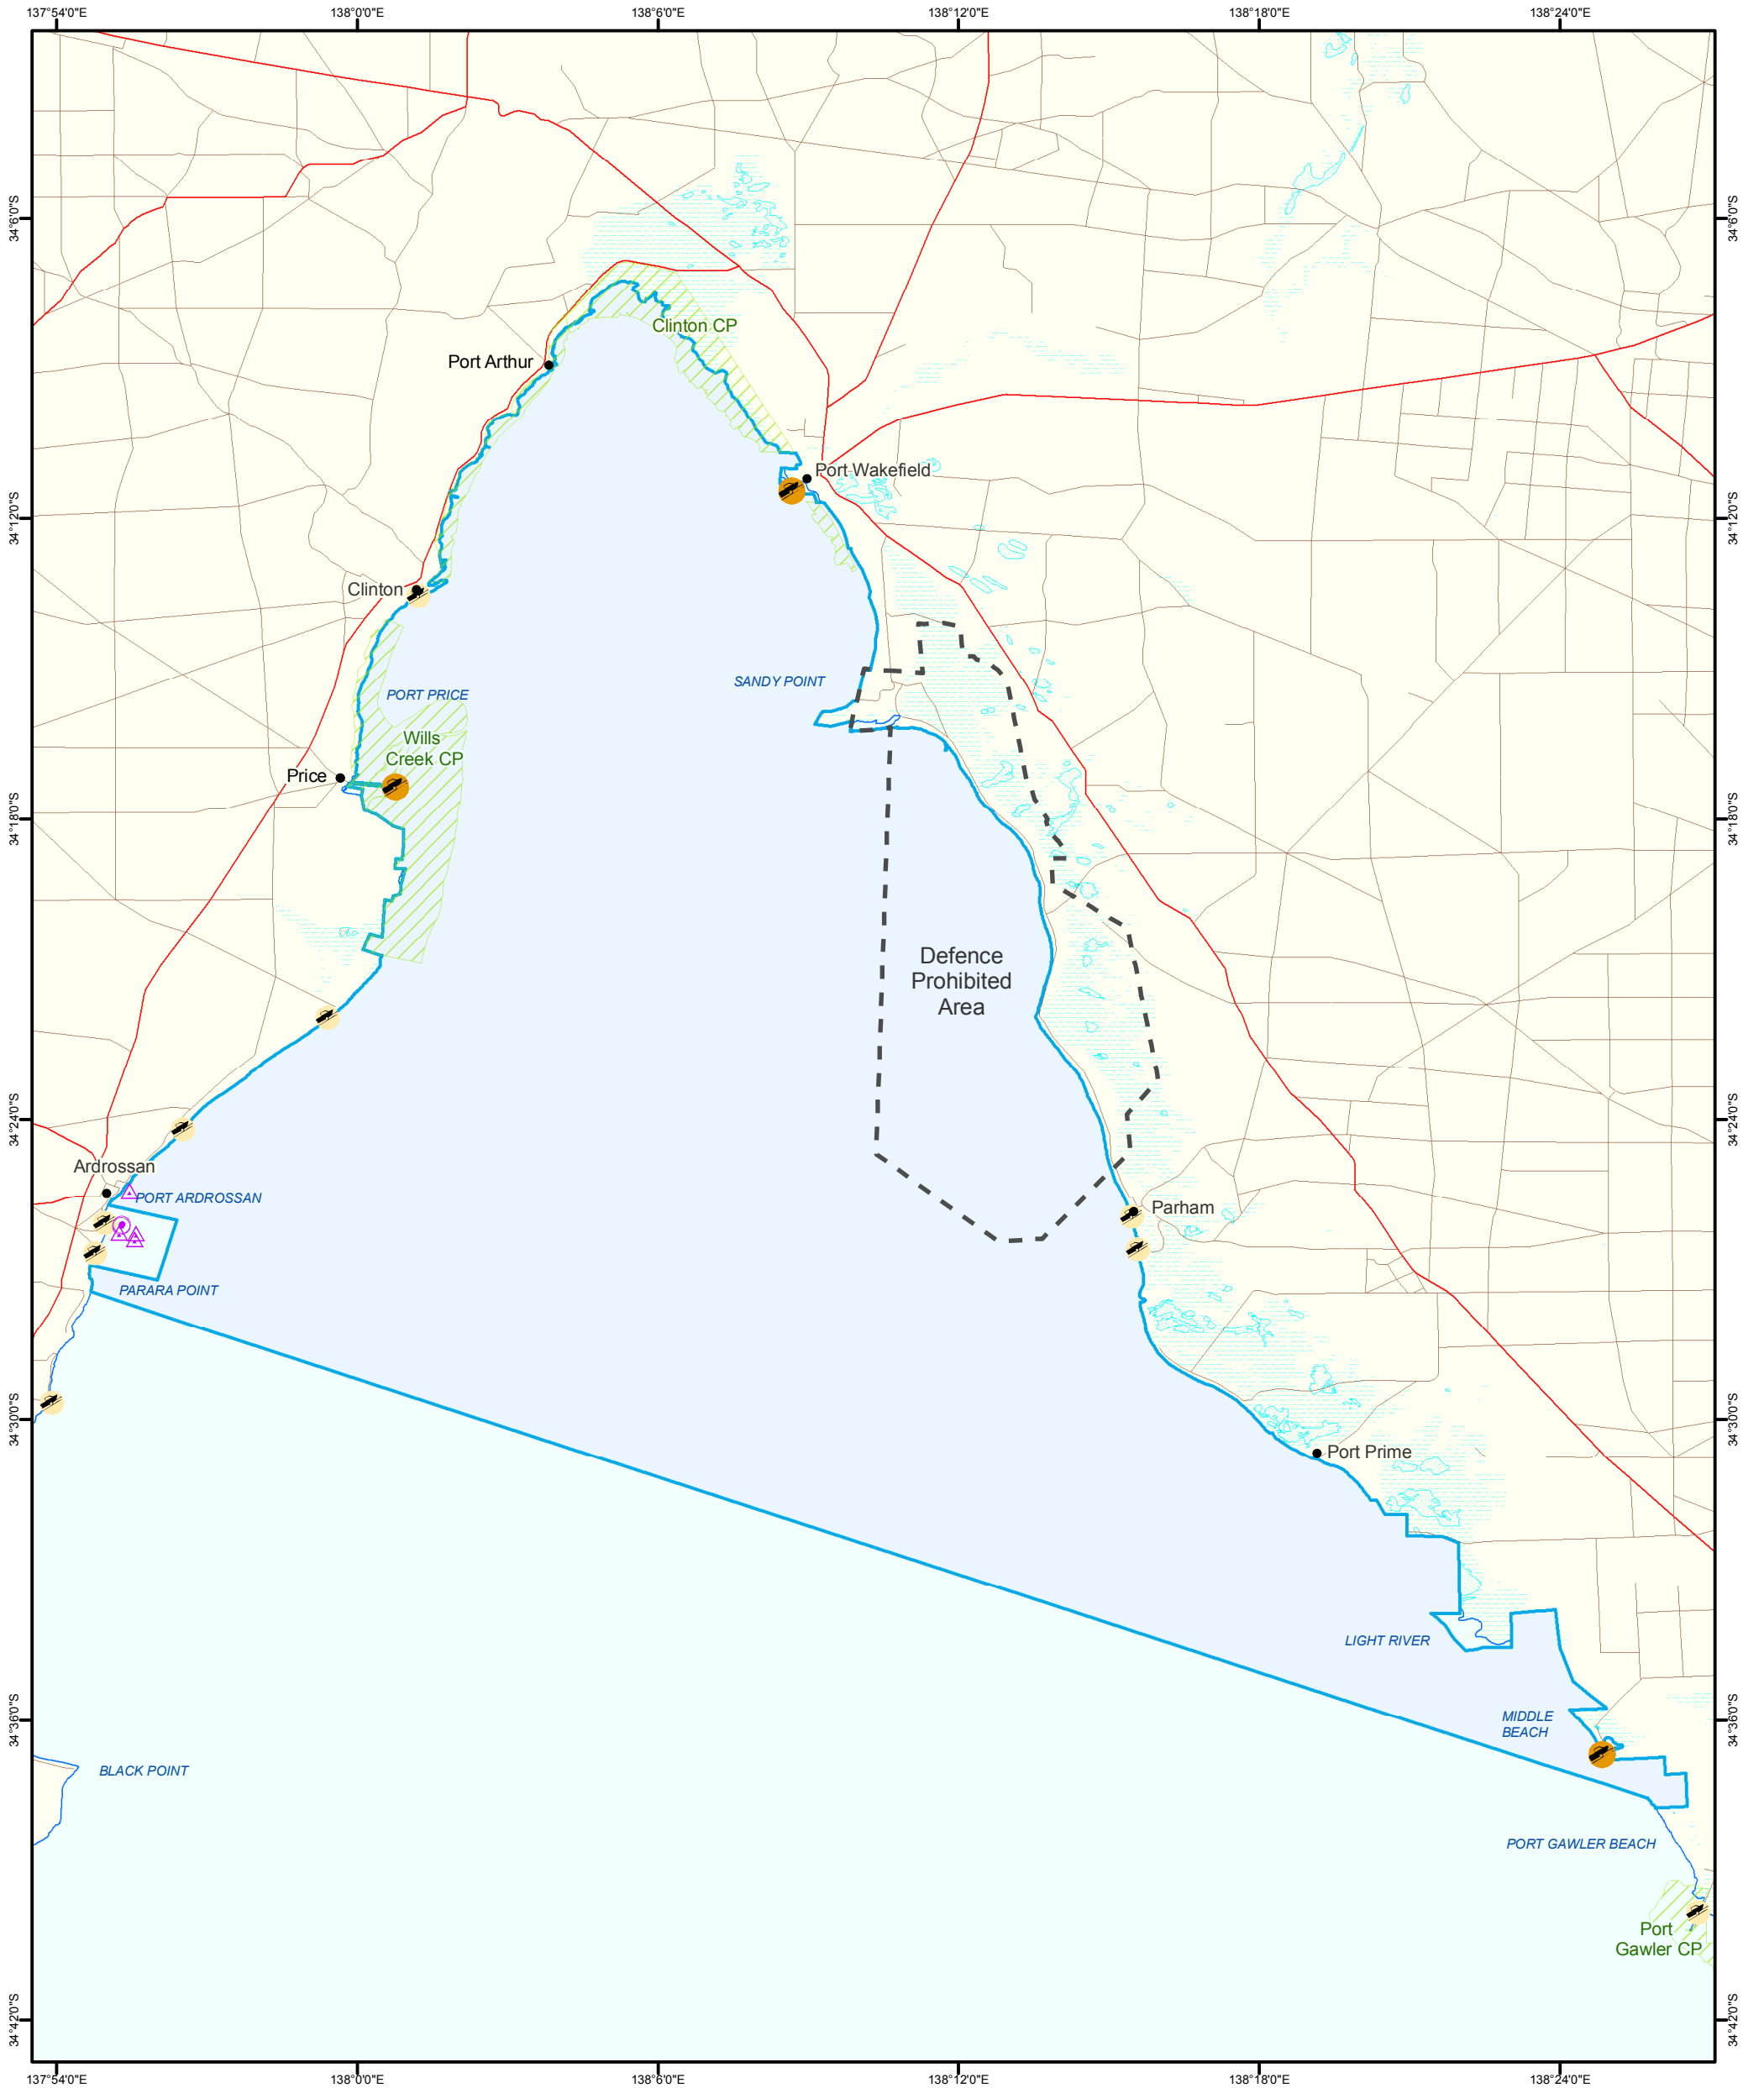 137°54'0"E
138°0'0"E
138°6'0"E
138°12'0"E
138°18'0"E
138°24'0"E
34°6'0"S
34°6'0"S
Clinton CP
Port Arthur
Port Wakefield
34°12'0"S
34°12'0"S
Clinton
SANDY POINT
PORT PRICE
Wills
Creek CP
Price
34°18'0"S
34°18'0"S
Defence
Prohibited
Area
34°24'0"S
34°24'0"S
Ardrossan
PORT ARDROSSAN
Parham
PARARA POINT
34°30'0"S
34°30'0"S
Port Prime
LIGHT RIVER
34°36'0"S
34°36'0"S
MIDDLE
BEACH
BLACK POINT
PORT GAWLER BEACH
Port
Gawler CP
34°42'0"S
34°42'0"S
137°54'0"E
138°0'0"E
138°6'0"E
138°12'0"E
138°18'0"E
138°24'0"E